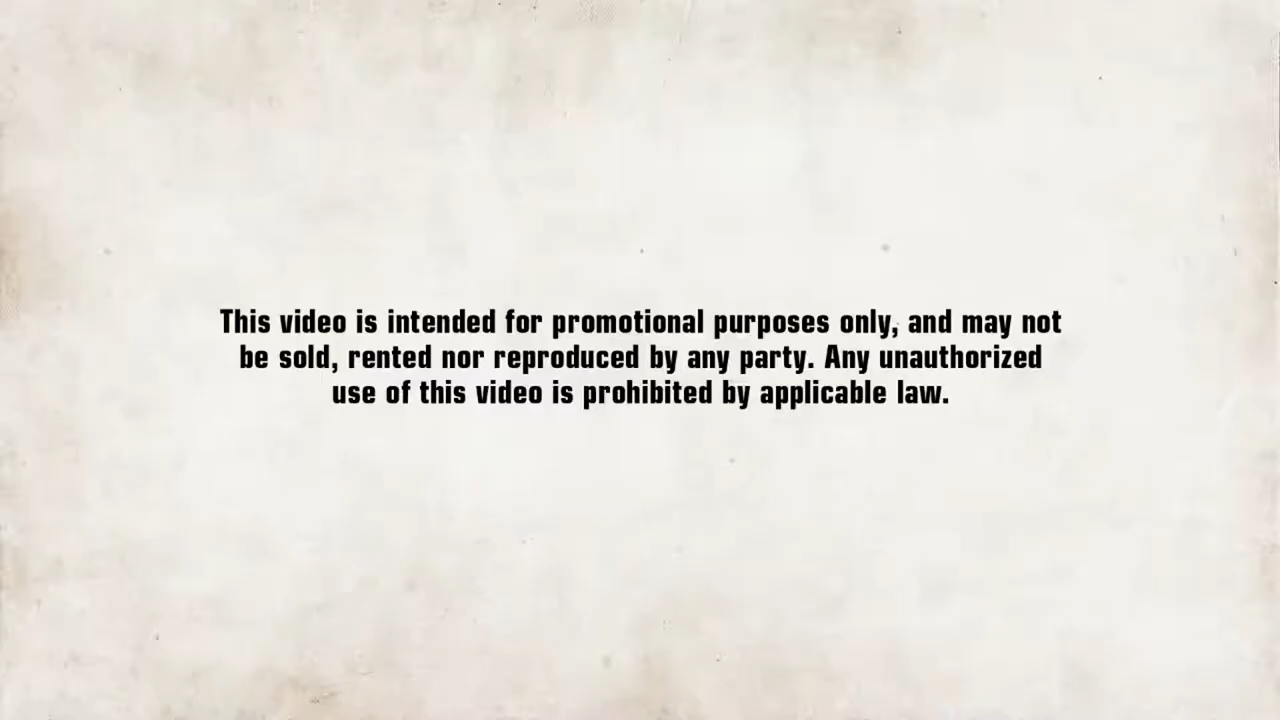 This video is intended for promotional purposes only, and may not
be sold, rented nor reproduced by any party. Any unauthorized
use of this video is prohibited by applicable law.